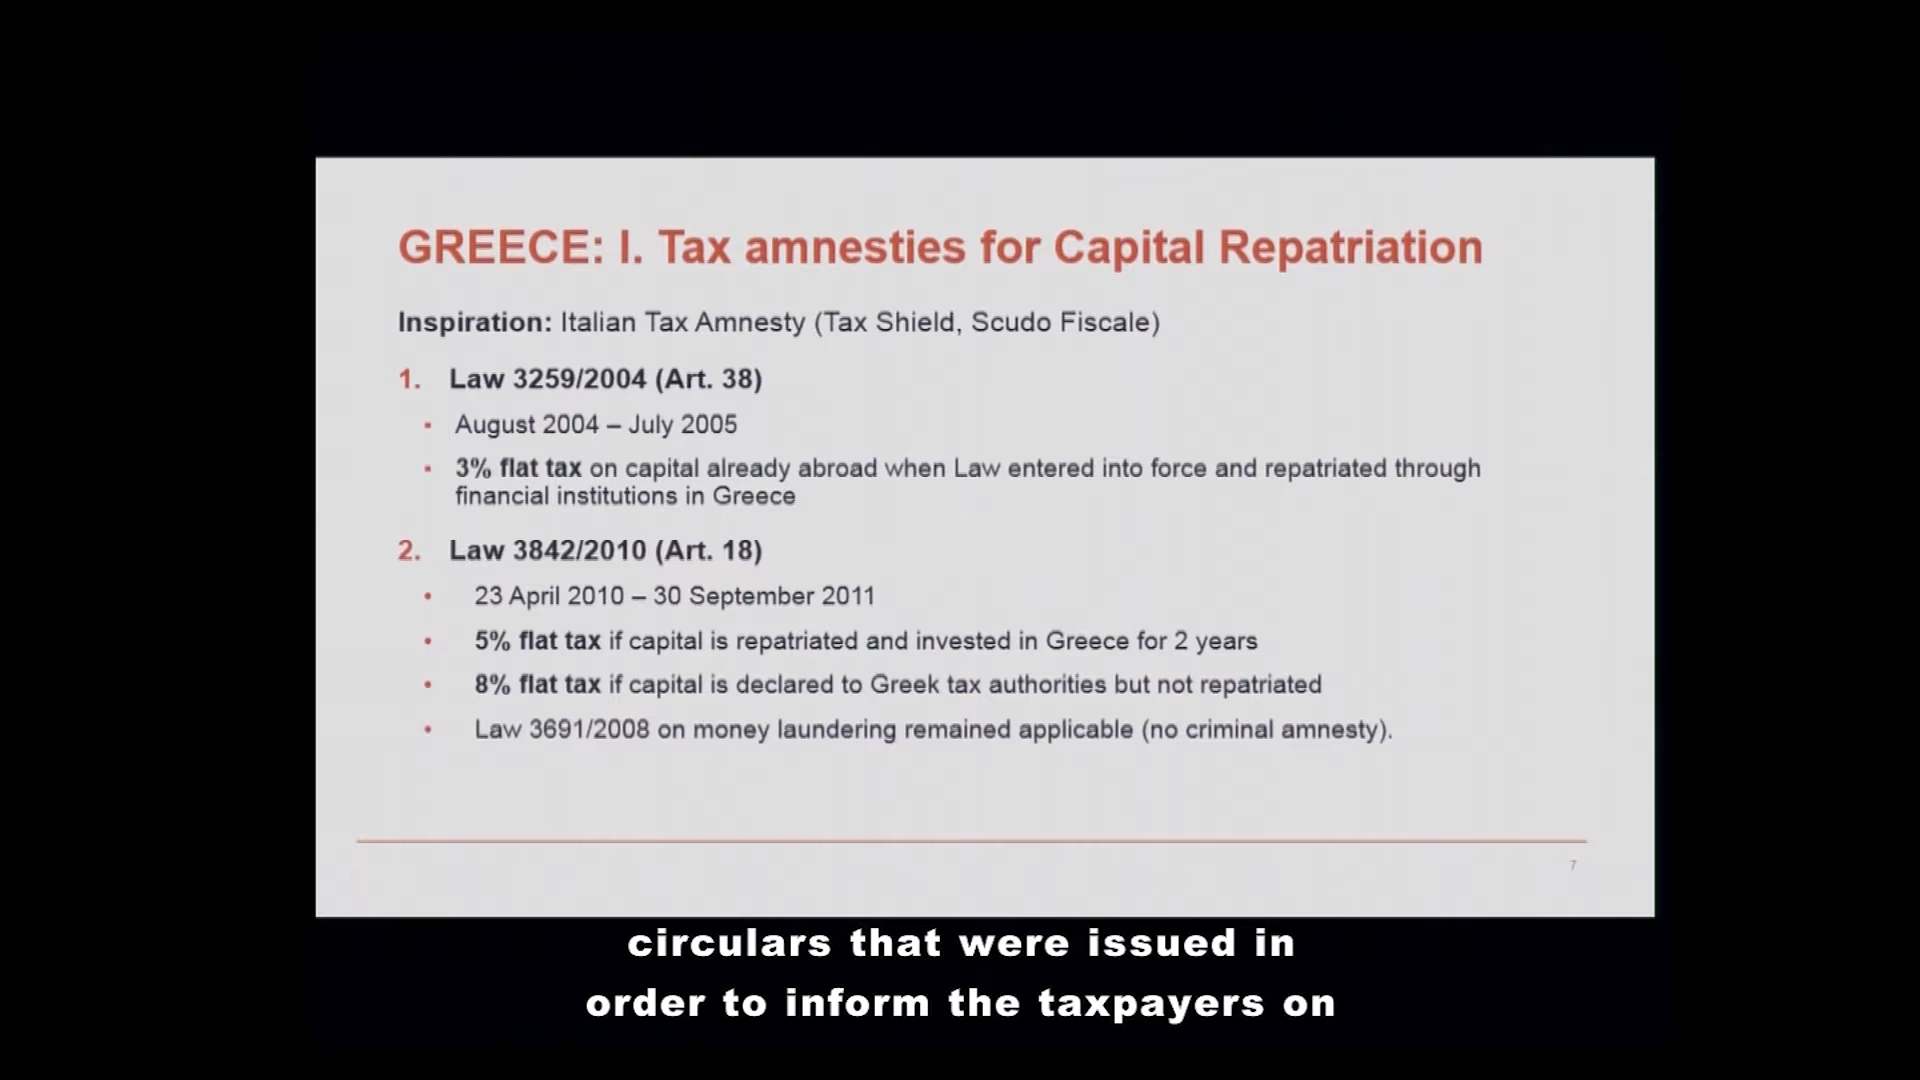 GREECE: I. Tax amnesties for Capital Repatriation
Inspiration: Italian Tax Amnesty (Tax Shield, Scudo Fiscale)
1. Law 3259/2004 (Art. 38)
▪ August 2004 – July 2005
▪ 3% flat tax on capital already abroad when Law entered into force and repatriated through
financial institutions in Greece
2. Law 3842/2010 (Art. 18)
• 23 April 2010 – 30 September 2011
• 5% flat tax if capital is repatriated and invested in Greece for 2 years
• 8% flat tax if capital is declared to Greek tax authorities but not repatriated
• Law 3691/2008 on money laundering remained applicable (no criminal amnesty).
7
circulars that were issued in
order to inform the taxpayers on